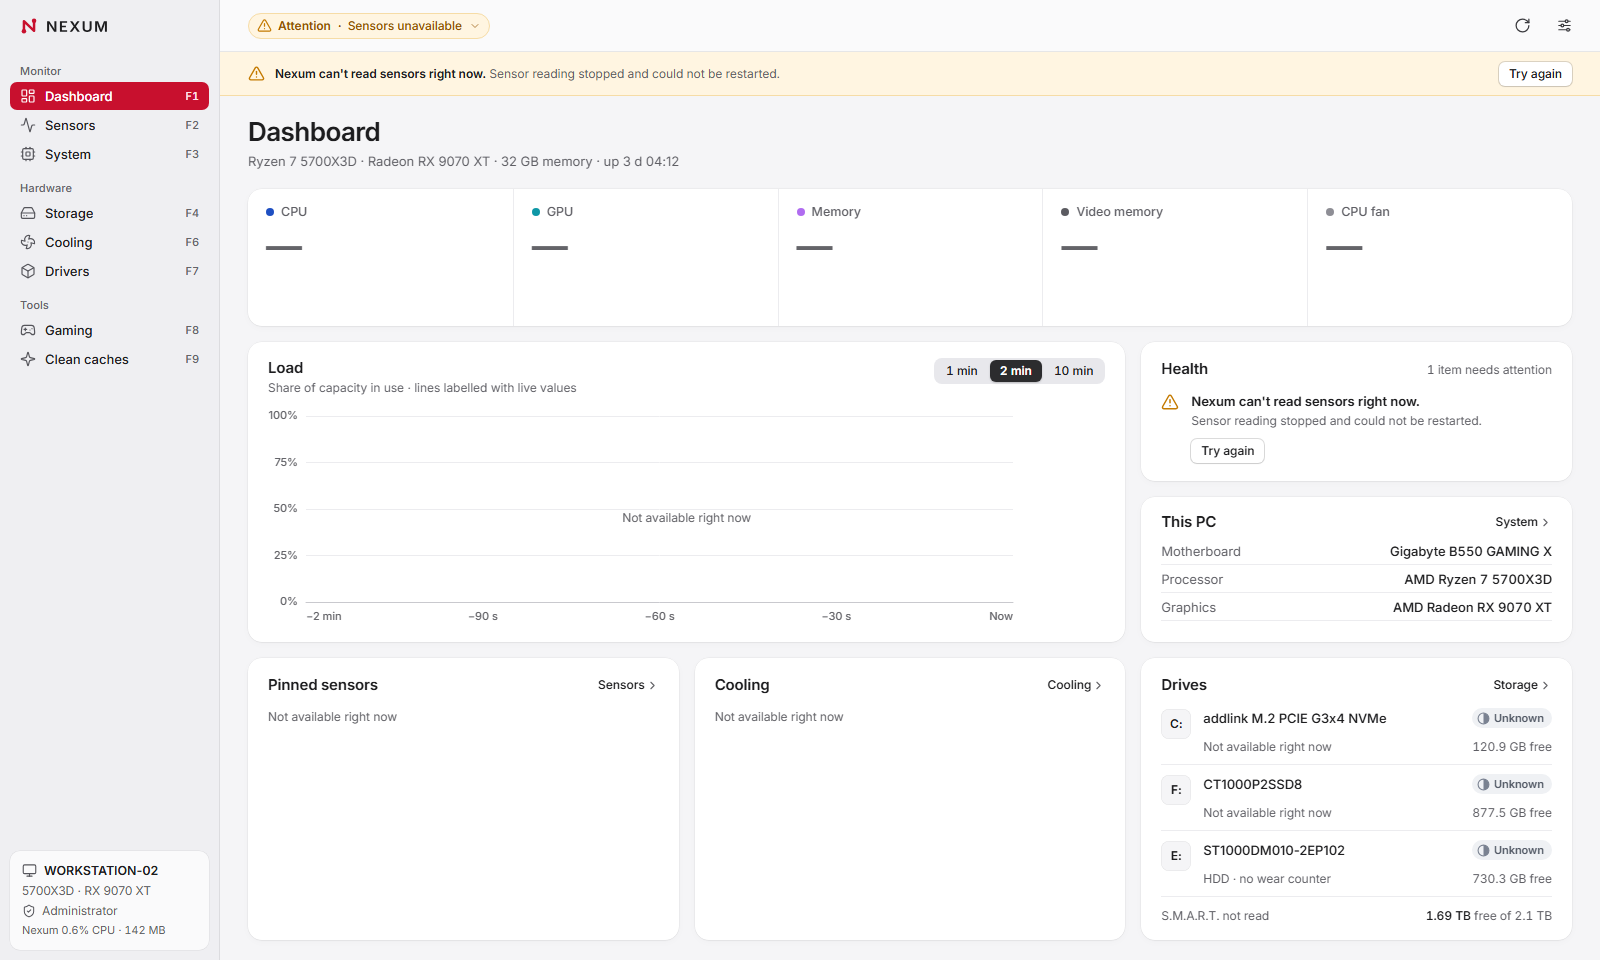 NEXUM
Monitor
Dashboard F1
Sensors F2
System F3
Hardware
Storage F4
Cooling F6
Drivers F7
Tools
Gaming F8
Clean caches F9
WORKSTATION-02
5700X3D · RX 9070 XT
Administrator
Nexum 0.6% CPU · 142 MB
Attention · Sensors unavailable
Nexum can't read sensors right now. Sensor reading stopped and could not be restarted.
Try again
Dashboard
Ryzen 7 5700X3D · Radeon RX 9070 XT · 32 GB memory · up 3 d 04:12
CPU
—
GPU
—
Memory
—
Video memory
—
CPU fan
—
Load
Share of capacity in use · lines labelled with live values
1 min 2 min 10 min
100%
75%
50%
25%
0%
Not available right now
−2 min −90 s −60 s −30 s Now
Health 1 item needs attention
Nexum can't read sensors right now.
Sensor reading stopped and could not be restarted.
Try again
This PC System
Motherboard Gigabyte B550 GAMING X
Processor AMD Ryzen 7 5700X3D
Graphics AMD Radeon RX 9070 XT
Pinned sensors Sensors
Not available right now
Cooling Cooling
Not available right now
Drives Storage
C: addlink M.2 PCIE G3x4 NVMe Unknown
Not available right now 120.9 GB free
F: CT1000P2SSD8 Unknown
Not available right now 877.5 GB free
E: ST1000DM010-2EP102 Unknown
HDD · no wear counter 730.3 GB free
S.M.A.R.T. not read 1.69 TB free of 2.1 TB